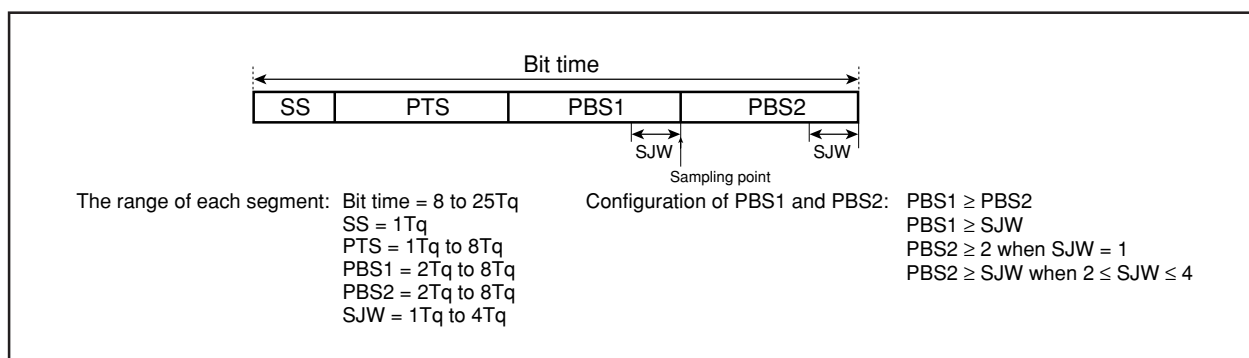 Bit time
SS PTS PBS1 PBS2
SJW SJW
Sampling point
The range of each segment: Bit time = 8 to 25Tq
SS = 1Tq
PTS = 1Tq to 8Tq
PBS1 = 2Tq to 8Tq
PBS2 = 2Tq to 8Tq
SJW = 1Tq to 4Tq
Configuration of PBS1 and PBS2: PBS1 ≥ PBS2
PBS1 ≥ SJW
PBS2 ≥ 2 when SJW = 1
PBS2 ≥ SJW when 2 ≤ SJW ≤ 4